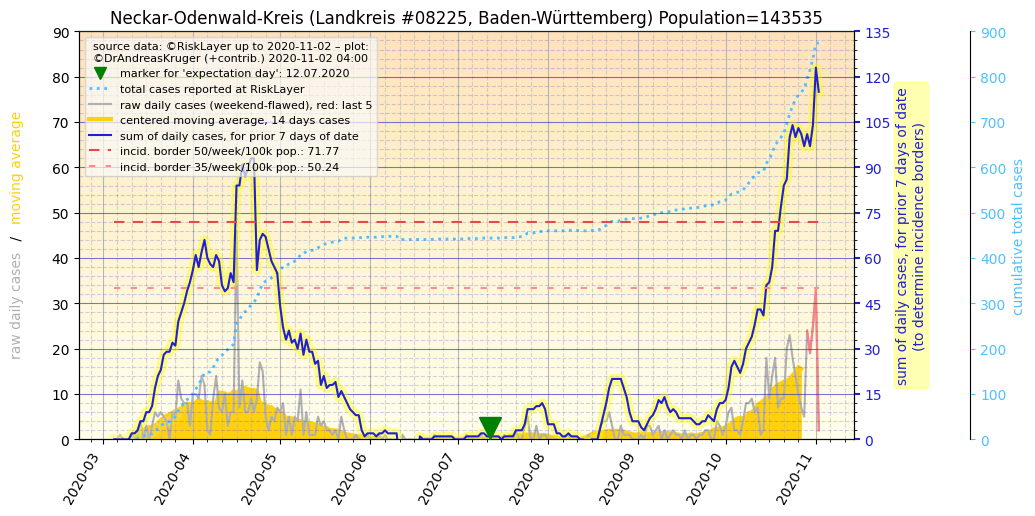 Neckar-Odenwald-Kreis (Landkreis #08225, Baden-Württemberg) Population=143535
source data: ©RiskLayer up to 2020-11-02 – plot:
©DrAndreasKruger (+contrib.) 2020-11-02 04:00
marker for 'expectation day': 12.07.2020
total cases reported at RiskLayer
raw daily cases (weekend-flawed), red: last 5
centered moving average, 14 days cases
sum of daily cases, for prior 7 days of date
incid. border 50/week/100k pop.: 71.77
incid. border 35/week/100k pop.: 50.24
raw daily cases / moving average
90
80
70
60
50
40
30
20
10
0
2020-03
2020-04
2020-05
2020-06
2020-07
2020-08
2020-09
2020-10
2020-11
135
120
105
90
75
60
45
30
15
0
sum of daily cases, for prior 7 days of date
(to determine incidence borders)
900
800
700
600
500
400
300
200
100
0
cumulative total cases